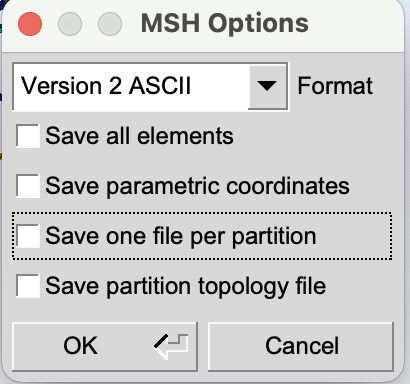 MSH Options
Version 2 ASCII Format
Save all elements
Save parametric coordinates
Save one file per partition
Save partition topology file
OK Cancel